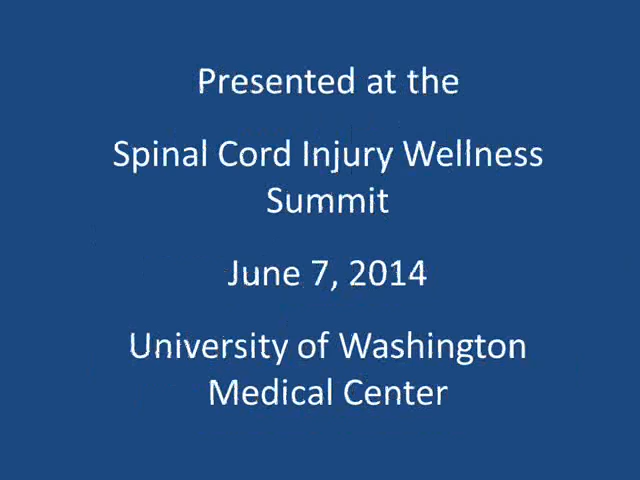 Presented at the
Spinal Cord Injury Wellness
Summit
June 7, 2014
University of Washington
Medical Center